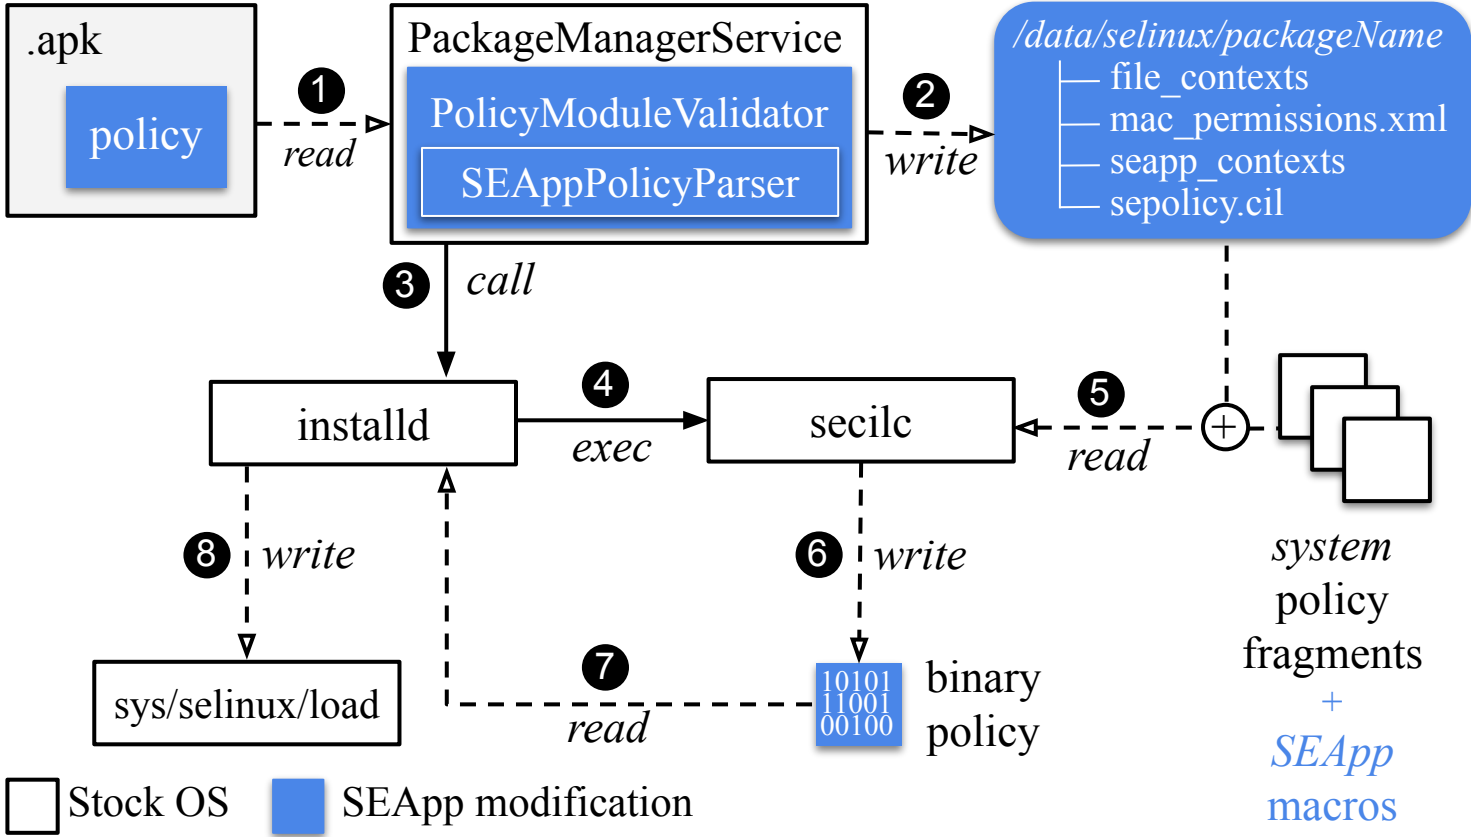 .apk
policy
1
read
PackageManagerService
PolicyModuleValidator
SEAppPolicyParser
2
write
/data/selinux/packageName
file_contexts
mac_permissions.xml
seapp_contexts
sepolicy.cil
3
call
installd
4
exec
secilc
5
read
+
system
policy
fragments
+
SEApp
macros
8
write
6
write
sys/selinux/load
7
read
10101
11001
00100
binary
policy
Stock OS
SEApp modification